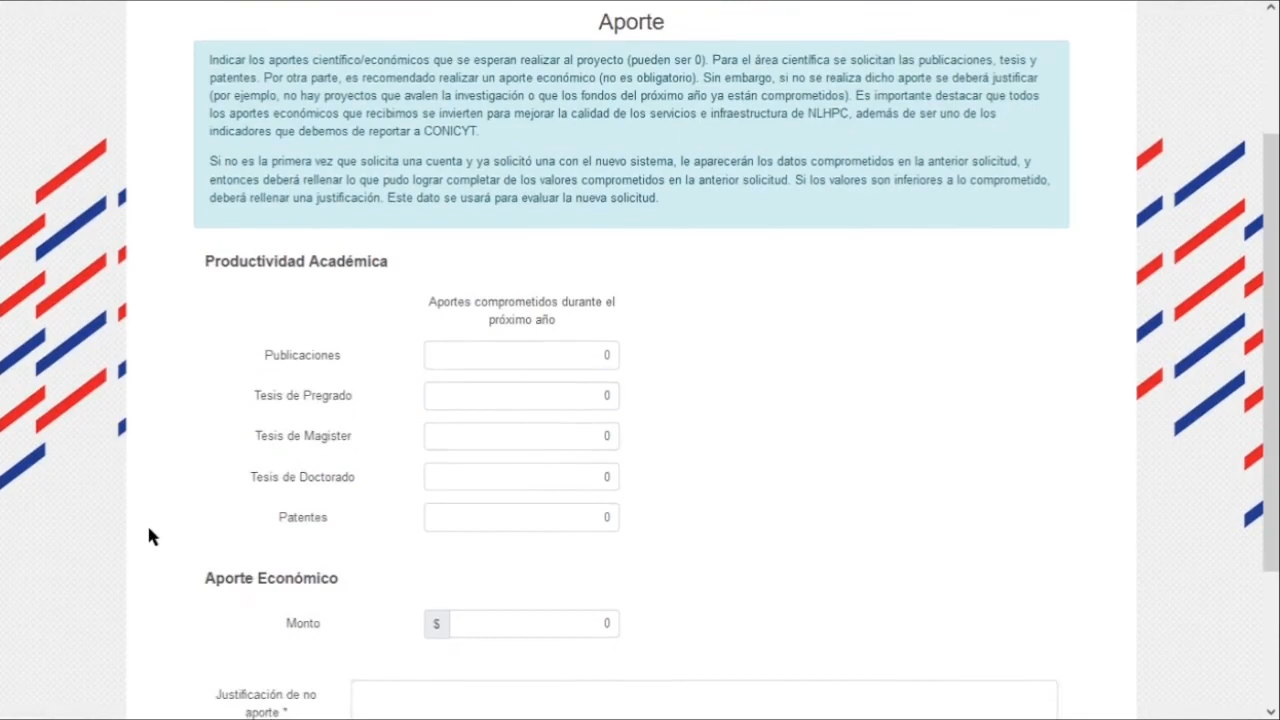 Aporte
Indicar los aportes científico/económicos que se esperan realizar al proyecto (pueden ser 0). Para el área científica se solicitan las publicaciones, tesis y
patentes. Por otra parte, es recomendado realizar un aporte económico (no es obligatorio). Sin embargo, si no se realiza dicho aporte se deberá justificar
(por ejemplo, no hay proyectos que avalen la investigación o que los fondos del próximo año ya están comprometidos). Es importante destacar que todos
los aportes económicos que recibimos se invierten para mejorar la calidad de los servicios e infraestructura de NLHPC, además de ser uno de los
indicadores que debemos de reportar a CONICYT.
Si no es la primera vez que solicita una cuenta y ya solicitó una con el nuevo sistema, le aparecerán los datos comprometidos en la anterior solicitud, y
entonces deberá rellenar lo que pudo lograr completar de los valores comprometidos en la anterior solicitud. Si los valores son inferiores a lo comprometido,
deberá rellenar una justificación. Este dato se usará para evaluar la nueva solicitud.
Productividad Académica
Aportes comprometidos durante el
próximo año
Publicaciones 0
Tesis de Pregrado 0
Tesis de Magister 0
Tesis de Doctorado 0
Patentes 0
Aporte Económico
Monto $ 0
Justificación de no
aporte *